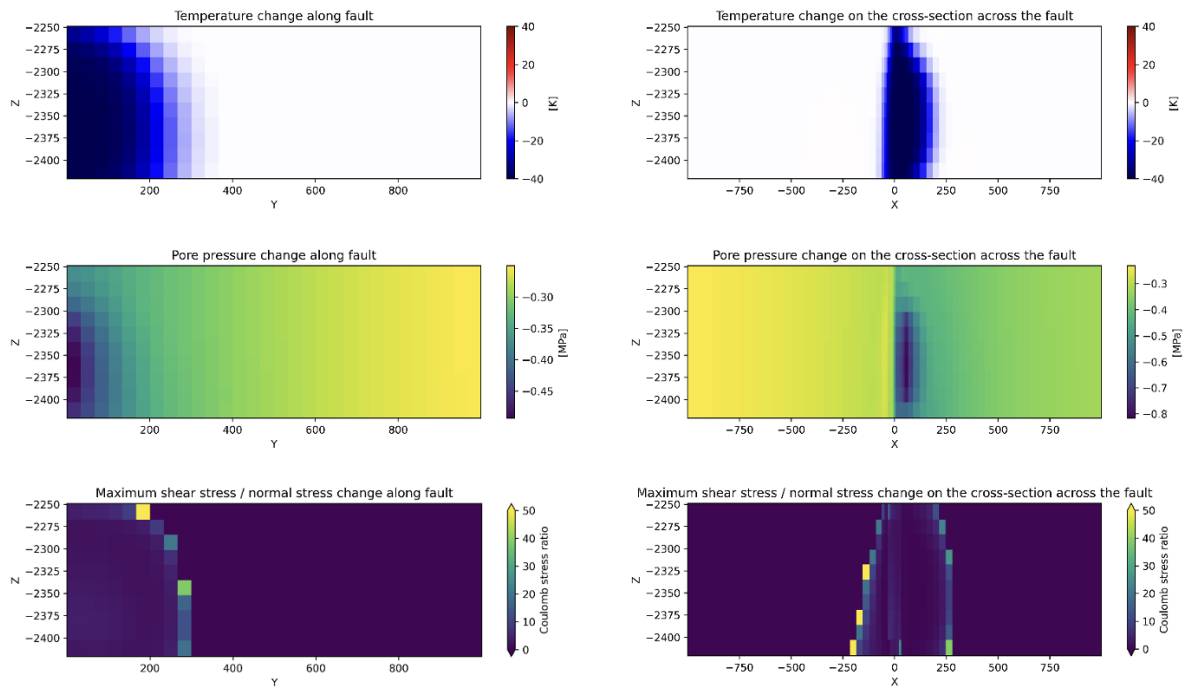 Temperature change along fault
−2250
−2275
−2300
−2325
−2350
−2375
−2400
Z
200 400 600 800
Y
40
20
0
−20
−40
[K]
Temperature change on the cross-section across the fault
−2250
−2275
−2300
−2325
−2350
−2375
−2400
Z
−750 −500 −250 0 250 500 750
X
40
20
0
−20
−40
[K]
Pore pressure change along fault
−2250
−2275
−2300
−2325
−2350
−2375
−2400
Z
200 400 600 800
Y
−0.30
−0.35
−0.40
−0.45
[MPa]
Pore pressure change on the cross-section across the fault
−2250
−2275
−2300
−2325
−2350
−2375
−2400
Z
−750 −500 −250 0 250 500 750
X
−0.3
−0.4
−0.5
−0.6
−0.7
−0.8
[MPa]
Maximum shear stress / normal stress change along fault
−2250
−2275
−2300
−2325
−2350
−2375
−2400
Z
200 400 600 800
Y
50
40
30
20
10
0
Coulomb stress ratio
Maximum shear stress / normal stress change on the cross-section across the fault
−2250
−2275
−2300
−2325
−2350
−2375
−2400
Z
−750 −500 −250 0 250 500 750
X
50
40
30
20
10
0
Coulomb stress ratio